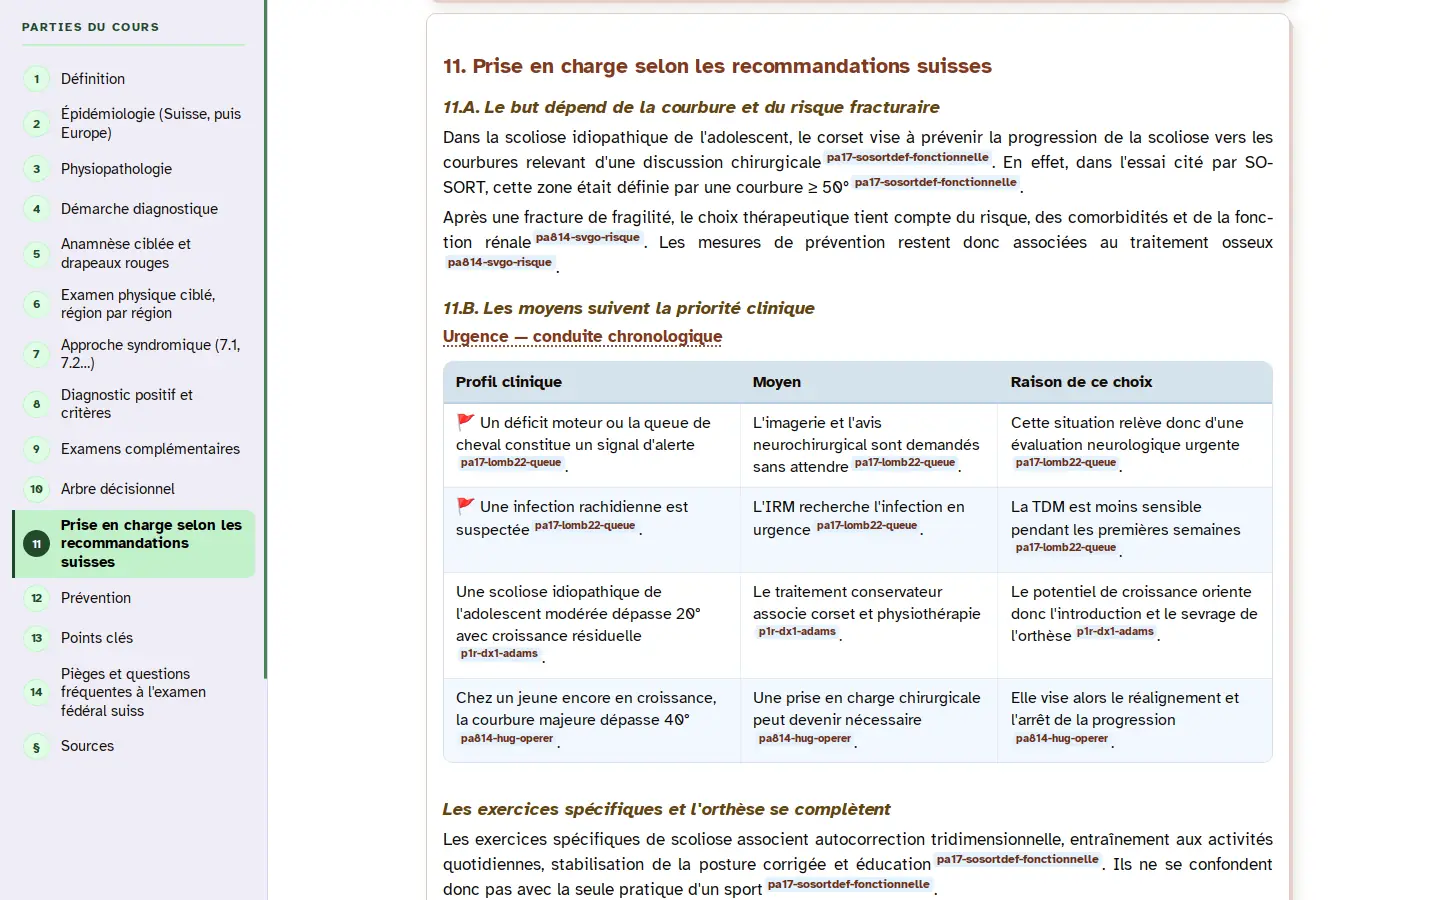 PARTIES DU COURS
1 Définition
2 Épidémiologie (Suisse, puis
Europe)
3 Physiopathologie
4 Démarche diagnostique
5 Anamnèse ciblée et
drapeaux rouges
6 Examen physique ciblé,
région par région
7 Approche syndromique (7.1,
7.2...)
8 Diagnostic positif et
critères
9 Examens complémentaires
10 Arbre décisionnel
11 Prise en charge selon les
recommandations
suisses
12 Prévention
13 Points clés
14 Pièges et questions
fréquentes à l'examen
fédéral suiss
§ Sources
11. Prise en charge selon les recommandations suisses
11.A. Le but dépend de la courbure et du risque fracturaire
Dans la scoliose idiopathique de l'adolescent, le corset vise à prévenir la progression de la scoliose vers les
courbures relevant d'une discussion chirurgicale pa17-sosortdef-fonctionnelle. En effet, dans l'essai cité par SO-
SORT, cette zone était définie par une courbure ≥ 50° pa17-sosortdef-fonctionnelle.
Après une fracture de fragilité, le choix thérapeutique tient compte du risque, des comorbidités et de la fonc-
tion rénale pa814-svgo-risque. Les mesures de prévention restent donc associées au traitement osseux
pa814-svgo-risque.
11.B. Les moyens suivent la priorité clinique
Urgence — conduite chronologique
Profil clinique
Moyen
Raison de ce choix
🚩 Un déficit moteur ou la queue de
cheval constitue un signal d'alerte
pa17-lomb22-queue.
L'imagerie et l'avis
neurochirurgical sont demandés
sans attendre pa17-lomb22-queue.
Cette situation relève donc d'une
évaluation neurologique urgente
pa17-lomb22-queue.
🚩 Une infection rachidienne est
suspectée pa17-lomb22-queue.
L'IRM recherche l'infection en
urgence pa17-lomb22-queue.
La TDM est moins sensible
pendant les premières semaines
pa17-lomb22-queue.
Une scoliose idiopathique de
l'adolescent modérée dépasse 20°
avec croissance résiduelle
p1r-dx1-adams.
Le traitement conservateur
associe corset et physiothérapie
p1r-dx1-adams.
Le potentiel de croissance oriente
donc l'introduction et le sevrage de
l'orthèse p1r-dx1-adams.
Chez un jeune encore en croissance,
la courbure majeure dépasse 40°
pa814-hug-operer.
Une prise en charge chirurgicale
peut devenir nécessaire
pa814-hug-operer.
Elle vise alors le réalignement et
l'arrêt de la progression
pa814-hug-operer.
Les exercices spécifiques et l'orthèse se complètent
Les exercices spécifiques de scoliose associent autocorrection tridimensionnelle, entraînement aux activités
quotidiennes, stabilisation de la posture corrigée et éducation pa17-sosortdef-fonctionnelle. Ils ne se confondent
donc pas avec la seule pratique d'un sport pa17-sosortdef-fonctionnelle.